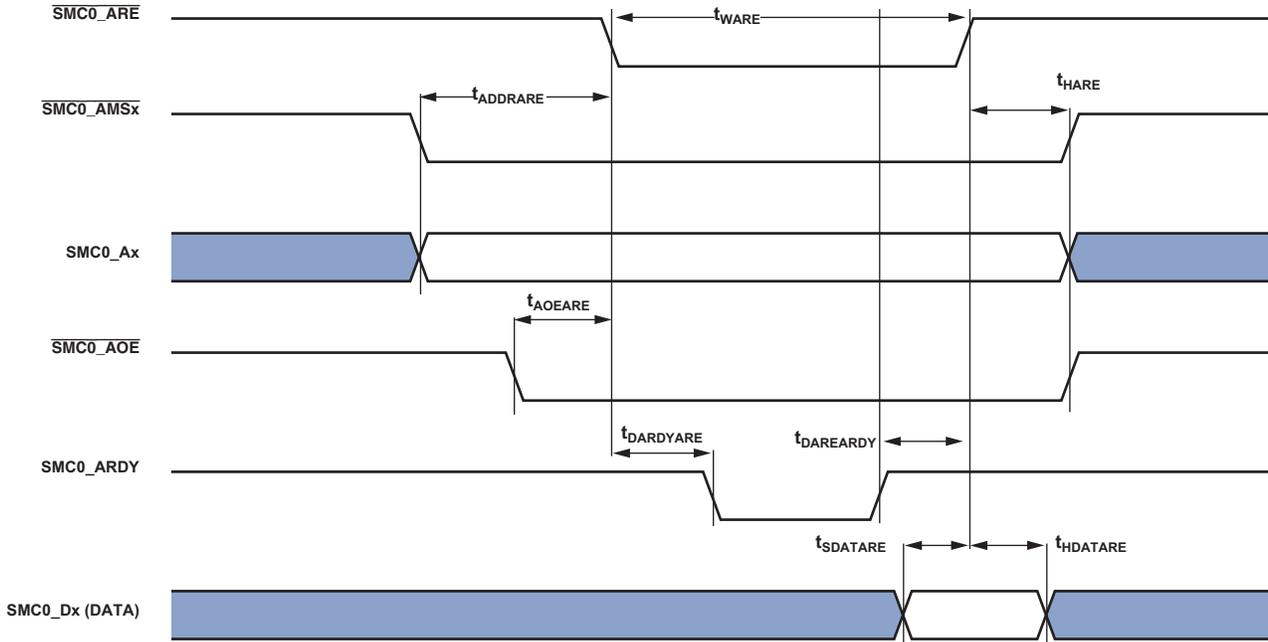 SMC0_ARE
tWARE
tHARE
tADDRARE
SMC0_AMSx
SMC0_Ax
tAOEARE
SMC0_AOE
tDARDYARE
tDAREARDY
SMC0_ARDY
tSDATARE
tHDATARE
SMC0_Dx (DATA)